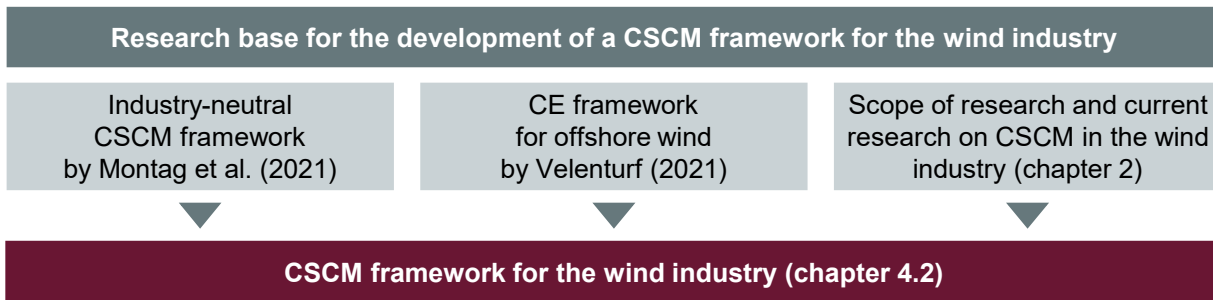 Research base for the development of a CSCM framework for the wind industry
Industry-neutral
CSCM framework
by Montag et al. (2021)
CE framework
for offshore wind
by Velenturf (2021)
Scope of research and current
research on CSCM in the wind
industry (chapter 2)
CSCM framework for the wind industry (chapter 4.2)